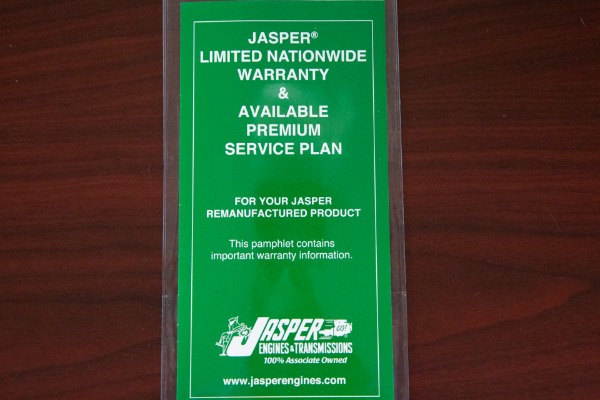 JASPER®
LIMITED NATIONWIDE
WARRANTY
&
AVAILABLE
PREMIUM
SERVICE PLAN
FOR YOUR JASPER
REMANUFACTURED PRODUCT
This pamphlet contains
important warranty information.
JASPER GO!
ENGINES & TRANSMISSIONS
100% Associate Owned
www.jasperengines.com